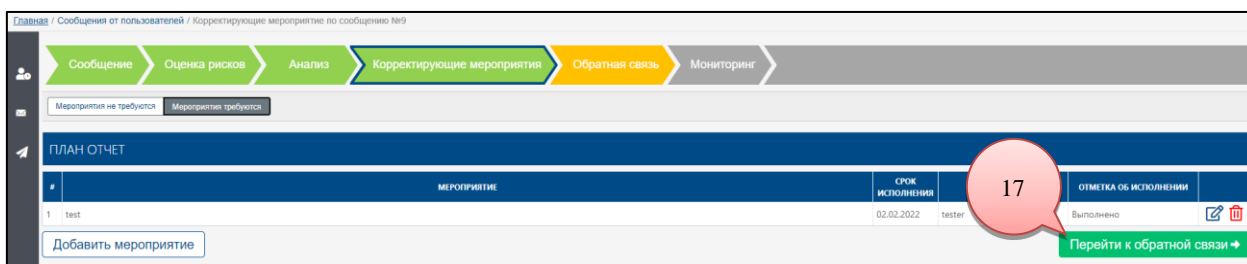 Главная / Сообщения от пользователей / Корректирующие мероприятие по сообщению №9
Сообщение Оценка рисков Анализ Корректирующие мероприятия Обратная связь Мониторинг
Мероприятия не требуются Мероприятия требуются
ПЛАН ОТЧЕТ
# МЕРОПРИЯТИЕ СРОК ИСПОЛНЕНИЯ ОТМЕТКА ОБ ИСПОЛНЕНИИ
17
1 test 02.02.2022 tester Выполнено
Добавить мероприятие Перейти к обратной связи